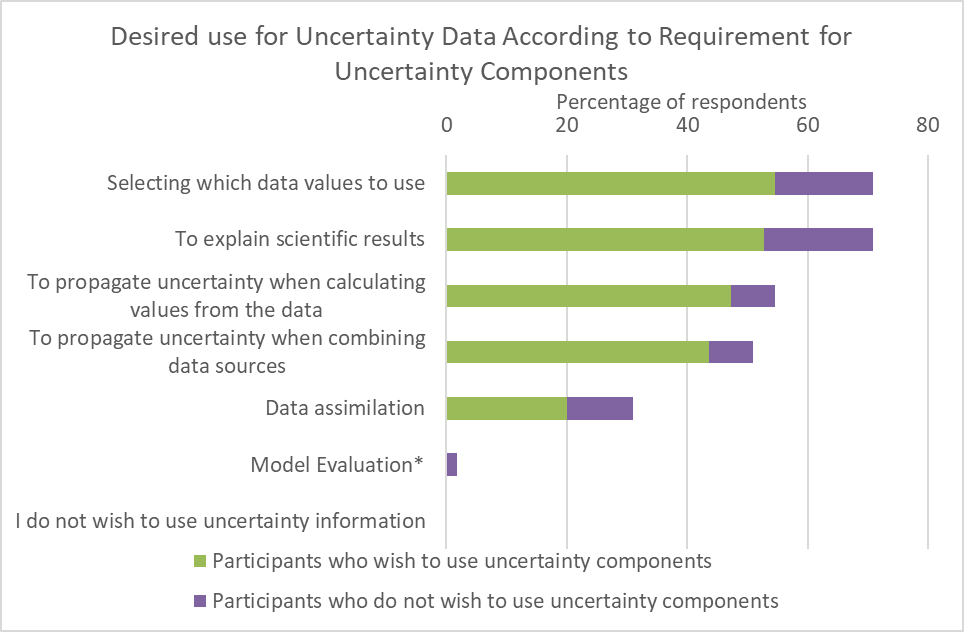 Desired use for Uncertainty Data According to Requirement for
Uncertainty Components
Percentage of respondents
0 20 40 60 80
Selecting which data values to use
To explain scientific results
To propagate uncertainty when calculating
values from the data
To propagate uncertainty when combining
data sources
Data assimilation
Model Evaluation*
I do not wish to use uncertainty information
Participants who wish to use uncertainty components
Participants who do not wish to use uncertainty components